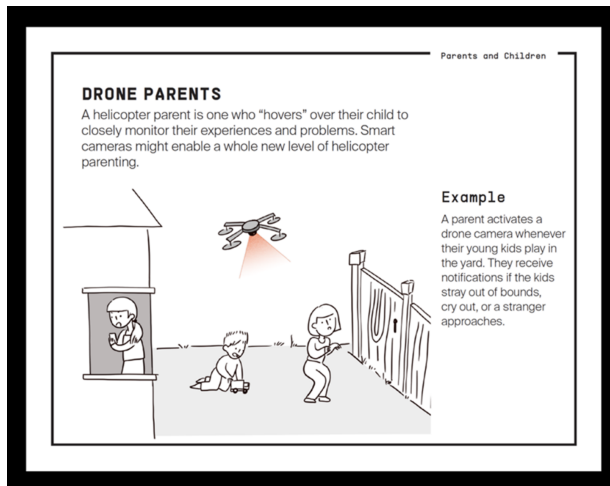 Parents and Children
DRONE PARENTS
A helicopter parent is one who “hovers” over their child to
closely monitor their experiences and problems. Smart
cameras might enable a whole new level of helicopter
parenting.
Example
A parent activates a
drone camera whenever
their young kids play in
the yard. They receive
notifications if the kids
stray out of bounds,
cry out, or a stranger
approaches.